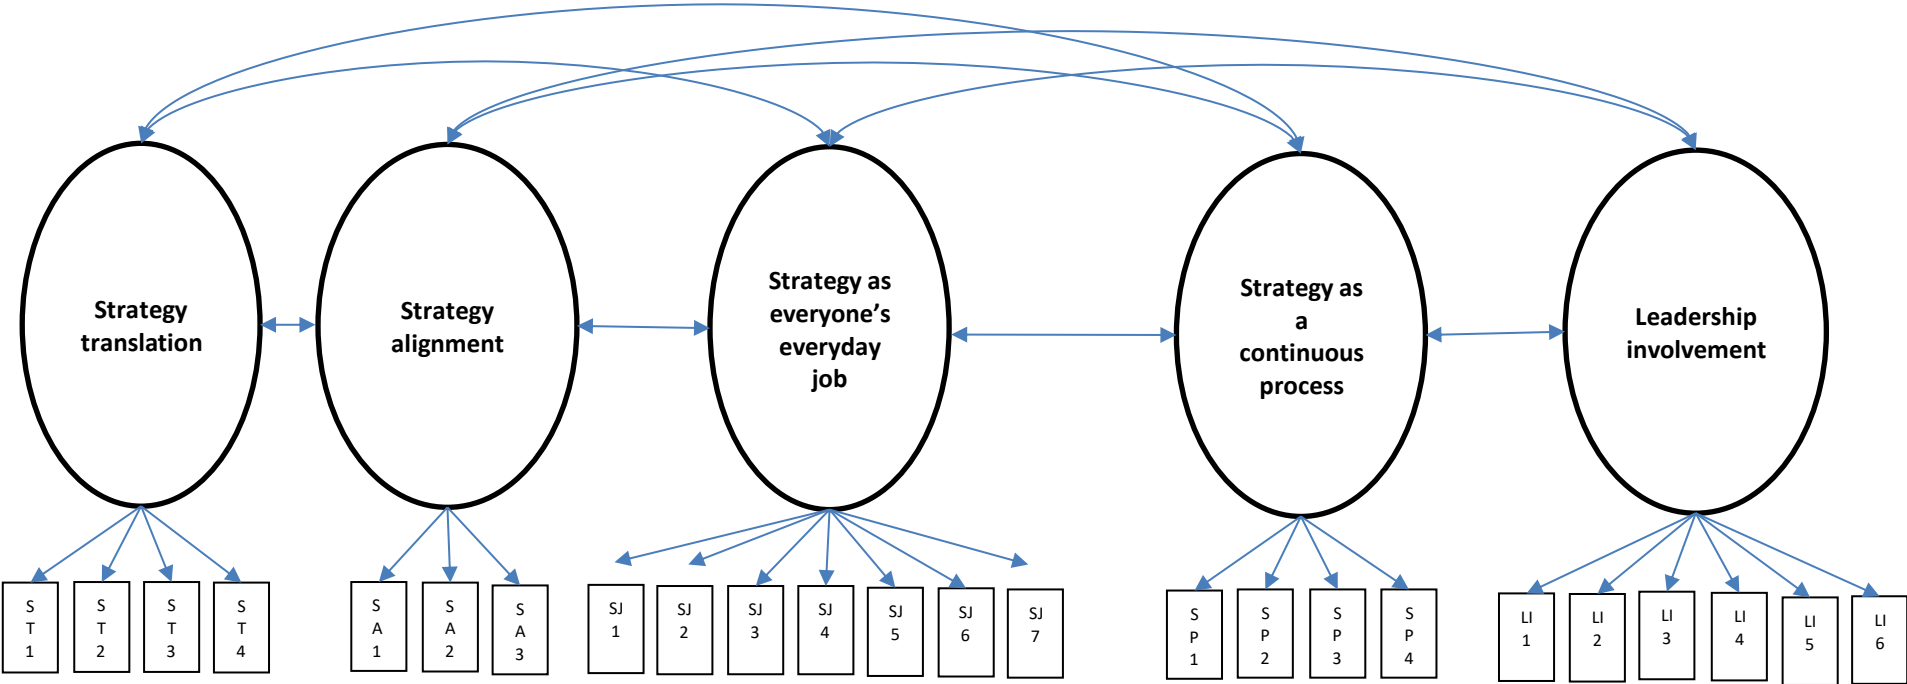 Strategy
translation
Strategy
alignment
Strategy as
everyone’s
everyday
job
Strategy as
a
continuous
process
Leadership
involvement
S
T
1
S
T
2
S
T
3
S
T
4
S
A
1
S
A
2
S
A
3
SJ
1
SJ
2
SJ
3
SJ
4
SJ
5
SJ
6
SJ
7
S
P
1
S
P
2
S
P
3
S
P
4
LI
1
LI
2
LI
3
LI
4
LI
5
LI
6